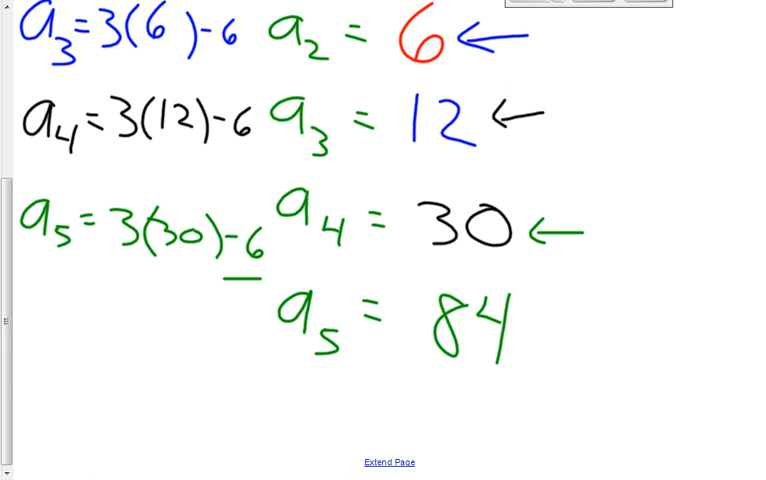 a₃=3(6)-6 a₂ = 6 ←
a₄=3(12)-6 a₃ = 12 ←
a₅=3(30)-6 a₄ = 30 ←
a₅ = 84
Extend Page